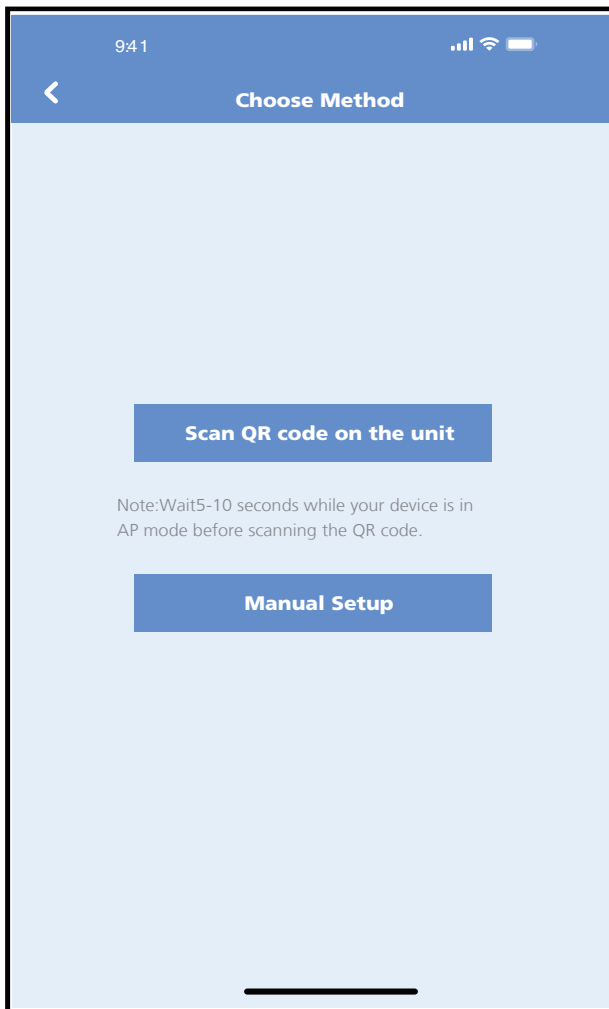 9:41
Choose Method
Scan QR code on the unit
Note:Wait5-10 seconds while your device is in
AP mode before scanning the QR code.
Manual Setup